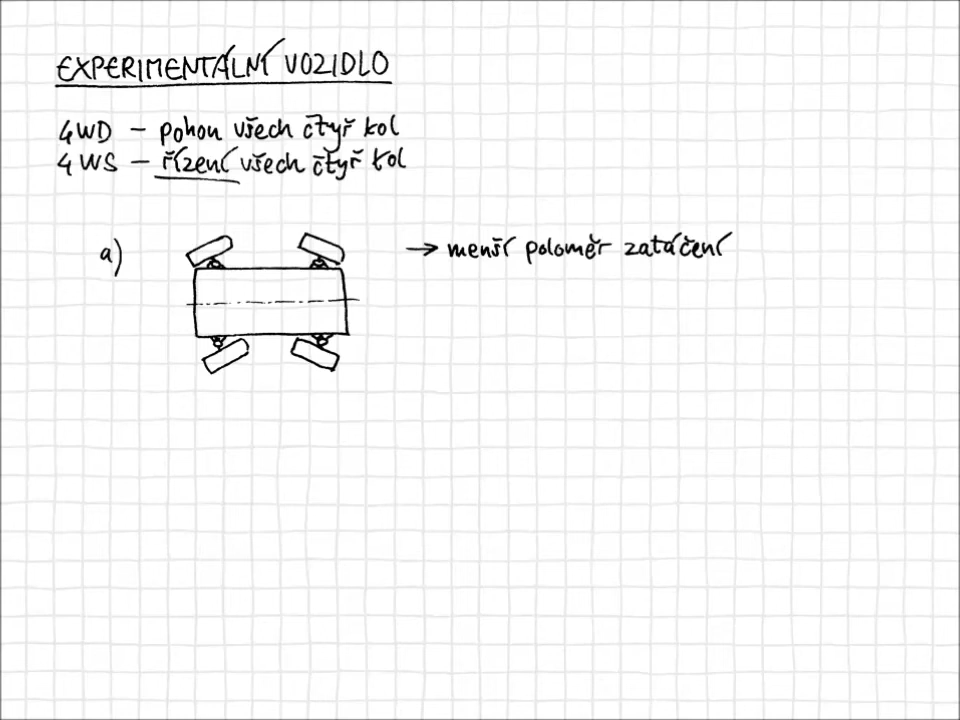 EXPERIMENTÁLNÍ VOZIDLO
4WD – pohon všech čtyř kol
4WS – řízení všech čtyř kol
a) → menší poloměr zatáčení